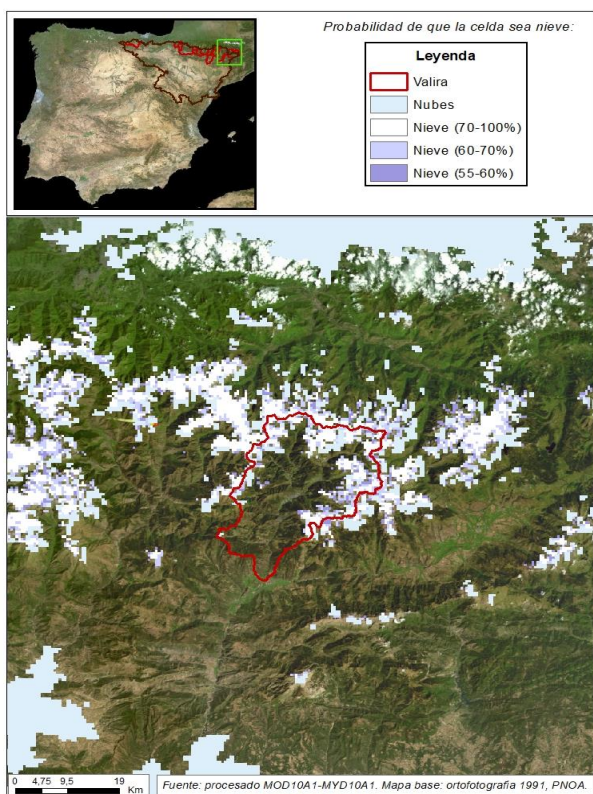 Probabilidad de que la celda sea nieve:
Leyenda
Valira
Nubes
Nieve (70-100%)
Nieve (60-70%)
Nieve (55-60%)
0 4,75 9,5 19
Km
Fuente: procesado MOD10A1-MYD10A1. Mapa base: ortofotografia 1991, PNOA.